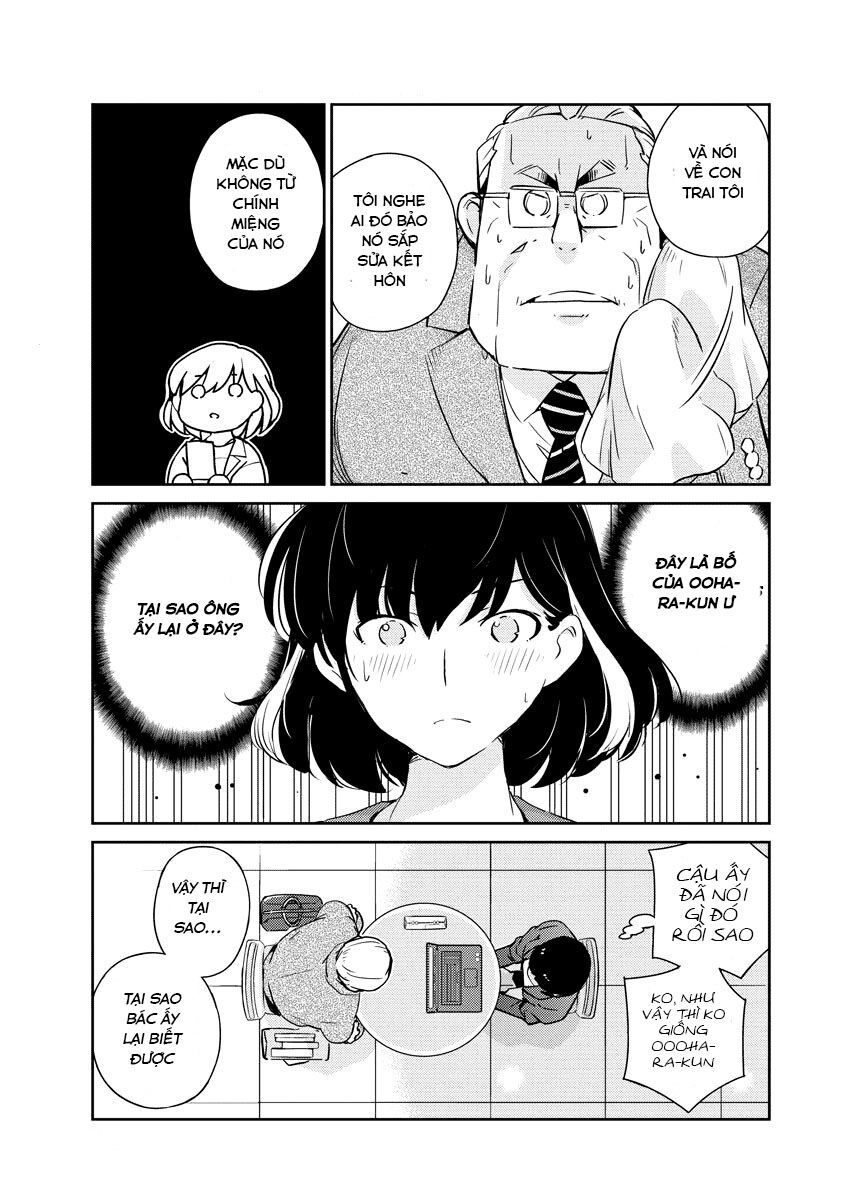 VÀ NÓI
VỀ CON
TRAI TÔI
TÔI NGHE
AI ĐÓ BẢO
NÓ SẮP
SỬA KẾT
HÔN
MẶC DÙ
KHÔNG TỪ
CHÍNH
MIỆNG
CỦA NÓ
ĐÂY LÀ BỐ
CỦA OOHA-
RA-KUN Ư
TẠI SAO ÔNG
ẤY LẠI Ở ĐÂY?
CẬU ẤY
ĐÃ NÓI
GÌ ĐÓ
RỒI SAO
KO, NHƯ
VẬY THÌ KO
GIỐNG
OOOHA-
RA-KUN
VẬY THÌ
TẠI
SAO...
TẠI SAO
BÁC ẤY
LẠI BIẾT
ĐƯỢC